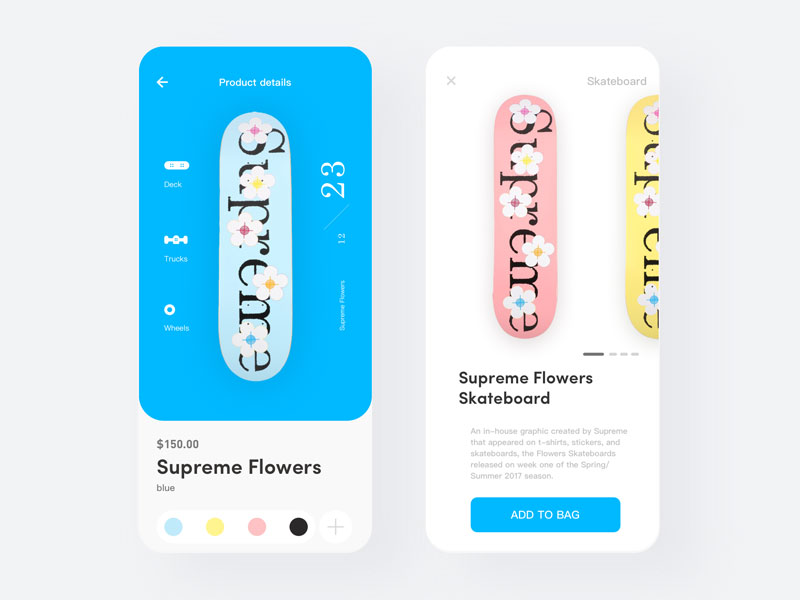 Product details
Deck
Trucks
Wheels
Supreme
23
12
Supreme Flowers
$150.00
Supreme Flowers
blue
Skateboard
Supreme
Supreme Flowers
Skateboard
An in-house graphic created by Supreme
that appeared on t-shirts, stickers, and
skateboards, the Flowers Skateboards
released on week one of the Spring/
Summer 2017 season.
ADD TO BAG